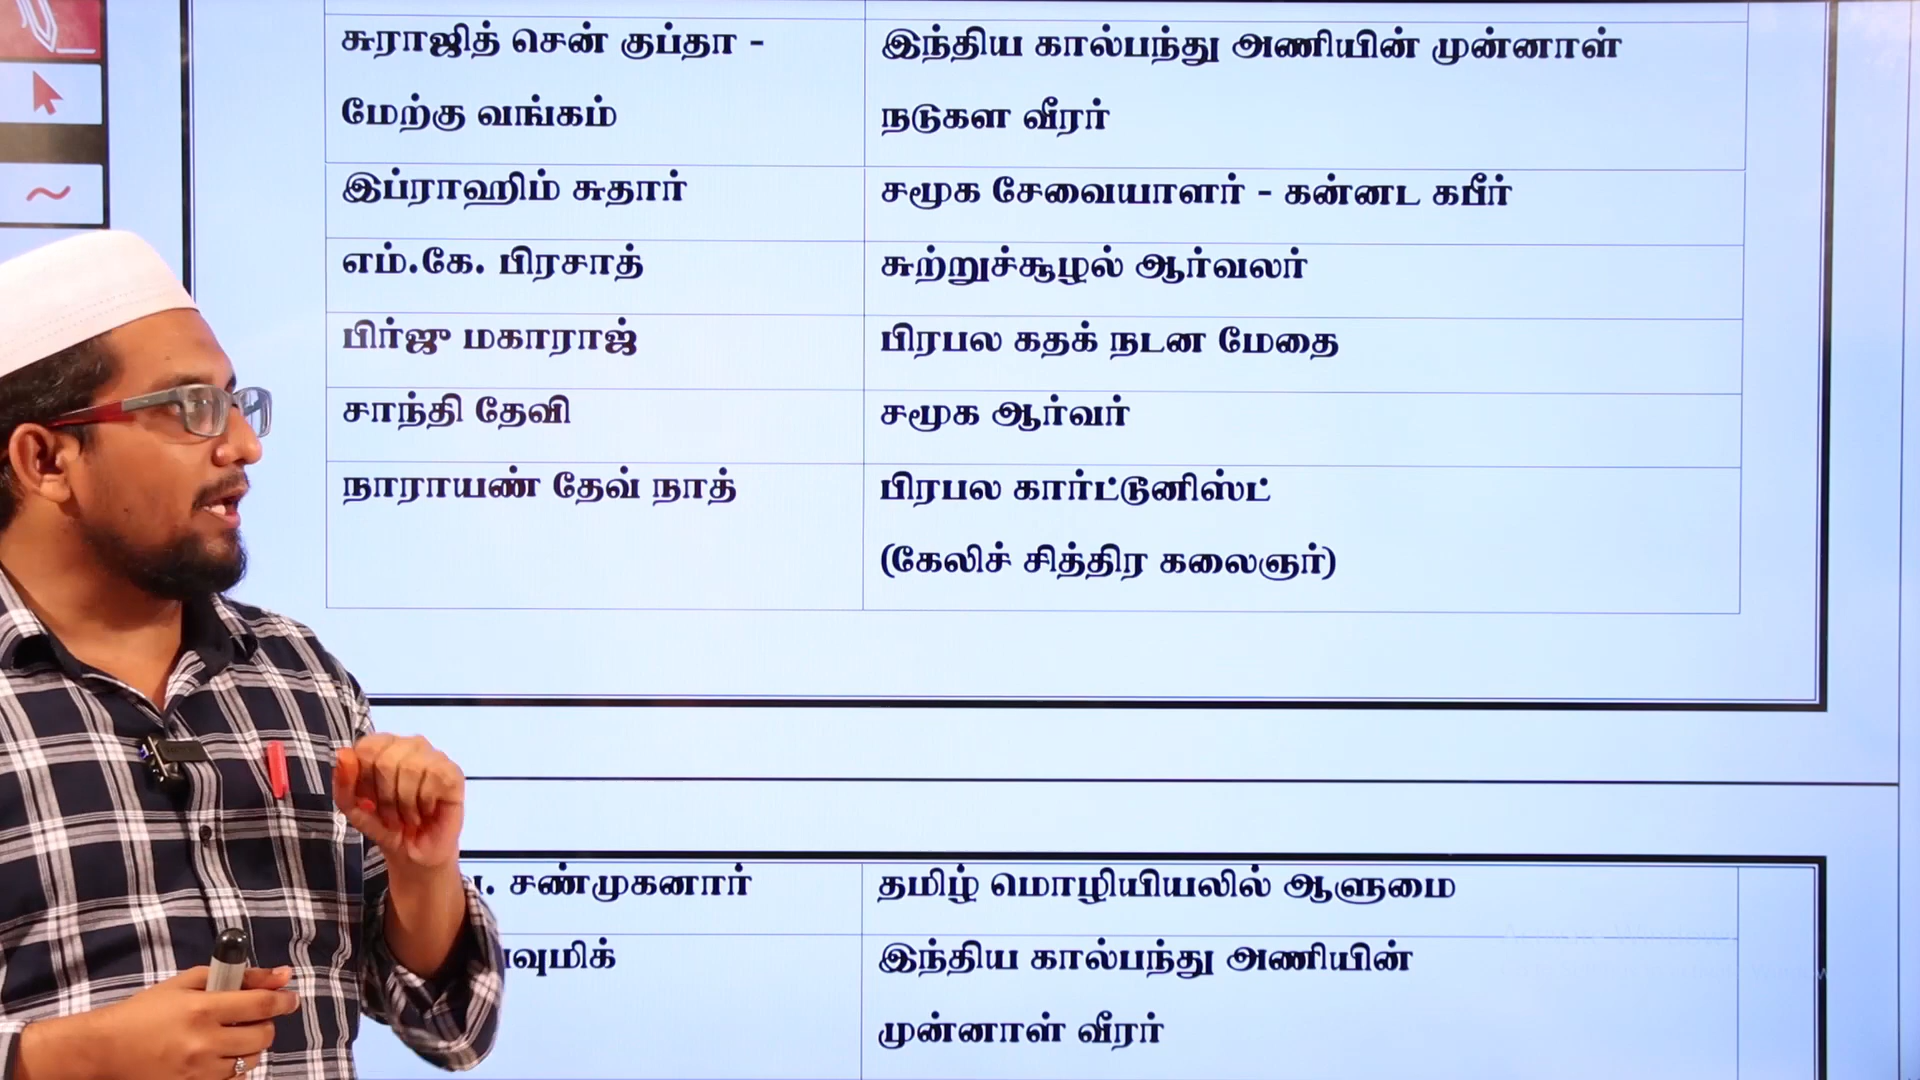 சுராஜித் சென் குப்தா -
மேற்கு வங்கம்
இந்திய கால்பந்து அணியின் முன்னாள்
நடுகள வீரர்
இப்ராஹிம் சுதார்
சமூக சேவையாளர் - கன்னட கபீர்
எம்.கே. பிரசாத்
சுற்றுச்சூழல் ஆர்வலர்
பிர்ஜு மகாராஜ்
பிரபல கதக் நடன மேதை
சாந்தி தேவி
சமூக ஆர்வர்
நாராயண் தேவ் நாத்
பிரபல கார்ட்டூனிஸ்ட்
(கேலிச் சித்திர கலைஞர்)
சண்முகனார்
தமிழ் மொழியியலில் ஆளுமை
இந்திய கால்பந்து அணியின்
முன்னாள் வீரர்